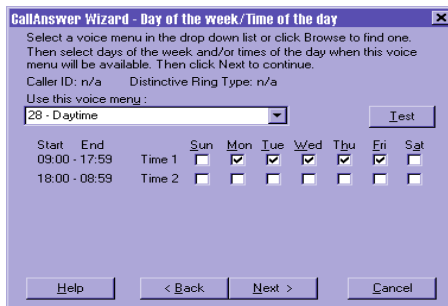 CallAnswer Wizard - Day of the week/Time of the day
Select a voice menu in the drop down list or click Browse to find one.
Then select days of the week and/or times of the day when this voice
menu will be available. Then click Next to continue.
Caller ID: n/a Distinctive Ring Type: n/a
Use this voice menu :
28 - Daytime
Test
Start End Sun Mon Tue Wed Thu Fri Sat
09:00 - 17:59 Time 1
18:00 - 08:59 Time 2
Help < Back Next > Cancel